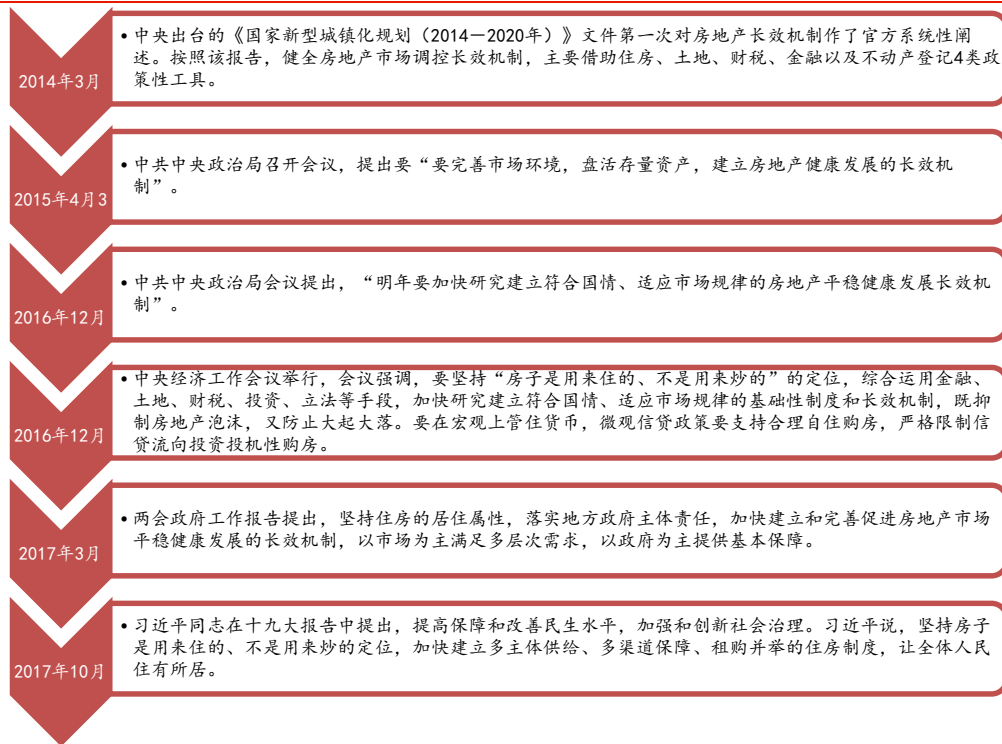 2014年3月
• 中央出台的《国家新型城镇化规划（2014－2020年）》文件第一次对房地产长效机制作了官方系统性阐
述。按照该报告，健全房地产市场调控长效机制，主要借助住房、土地、财税、金融以及不动产登记4类政
策性工具。
2015年4月3
• 中共中央政治局召开会议，提出要“要完善市场环境，盘活存量资产，建立房地产健康发展的长效机
制”。
2016年12月
• 中共中央政治局会议提出，“明年要加快研究建立符合国情、适应市场规律的房地产平稳健康发展长效机
制”。
2016年12月
• 中央经济工作会议举行，会议强调，要坚持“房子是用来住的、不是用来炒的”的定位，综合运用金融、
土地、财税、投资、立法等手段，加快研究建立符合国情、适应市场规律的基础性制度和长效机制，既抑
制房地产泡沫，又防止大起大落。要在宏观上管住货币，微观信贷政策要支持合理自住购房，严格限制信
贷流向投资投机性购房。
2017年3月
• 两会政府工作报告提出，坚持住房的居住属性，落实地方政府主体责任，加快建立和完善促进房地产市场
平稳健康发展的长效机制，以市场为主满足多层次需求，以政府为主提供基本保障。
2017年10月
• 习近平同志在十九大报告中提出，提高保障和改善民生水平，加强和创新社会治理。习近平说，坚持房子
是用来住的、不是用来炒的定位，加快建立多主体供给、多渠道保障、租购并举的住房制度，让全体人民
住有所居。